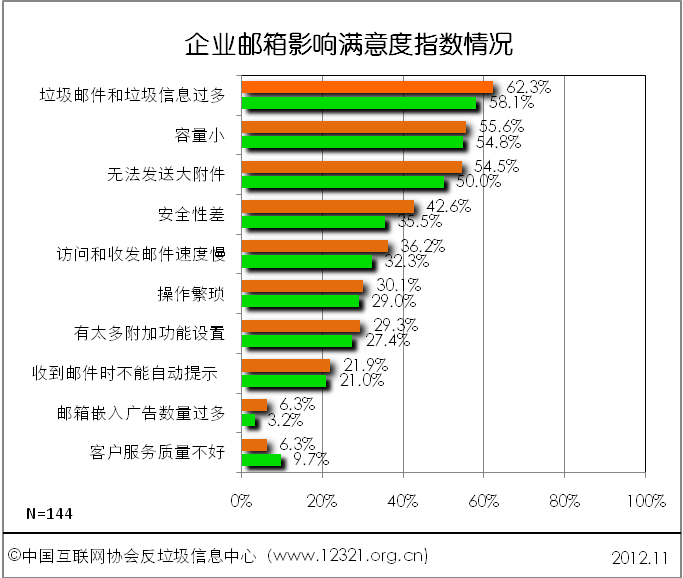 企业邮箱影响满意度指数情况
垃圾邮件和垃圾信息过多 62.3%
58.1%
容量小 55.6%
54.8%
无法发送大附件 54.5%
50.0%
安全性差 42.6%
35.5%
访问和收发邮件速度慢 36.2%
32.3%
操作繁琐 30.1%
29.0%
有太多附加功能设置 29.3%
27.4%
收到邮件时不能自动提示 21.9%
21.0%
邮箱嵌入广告数量过多 6.3%
3.2%
客户服务质量不好 6.3%
9.7%
0% 20% 40% 60% 80% 100%
N=144
©中国互联网协会反垃圾信息中心（www.12321.org.cn) 2012.11